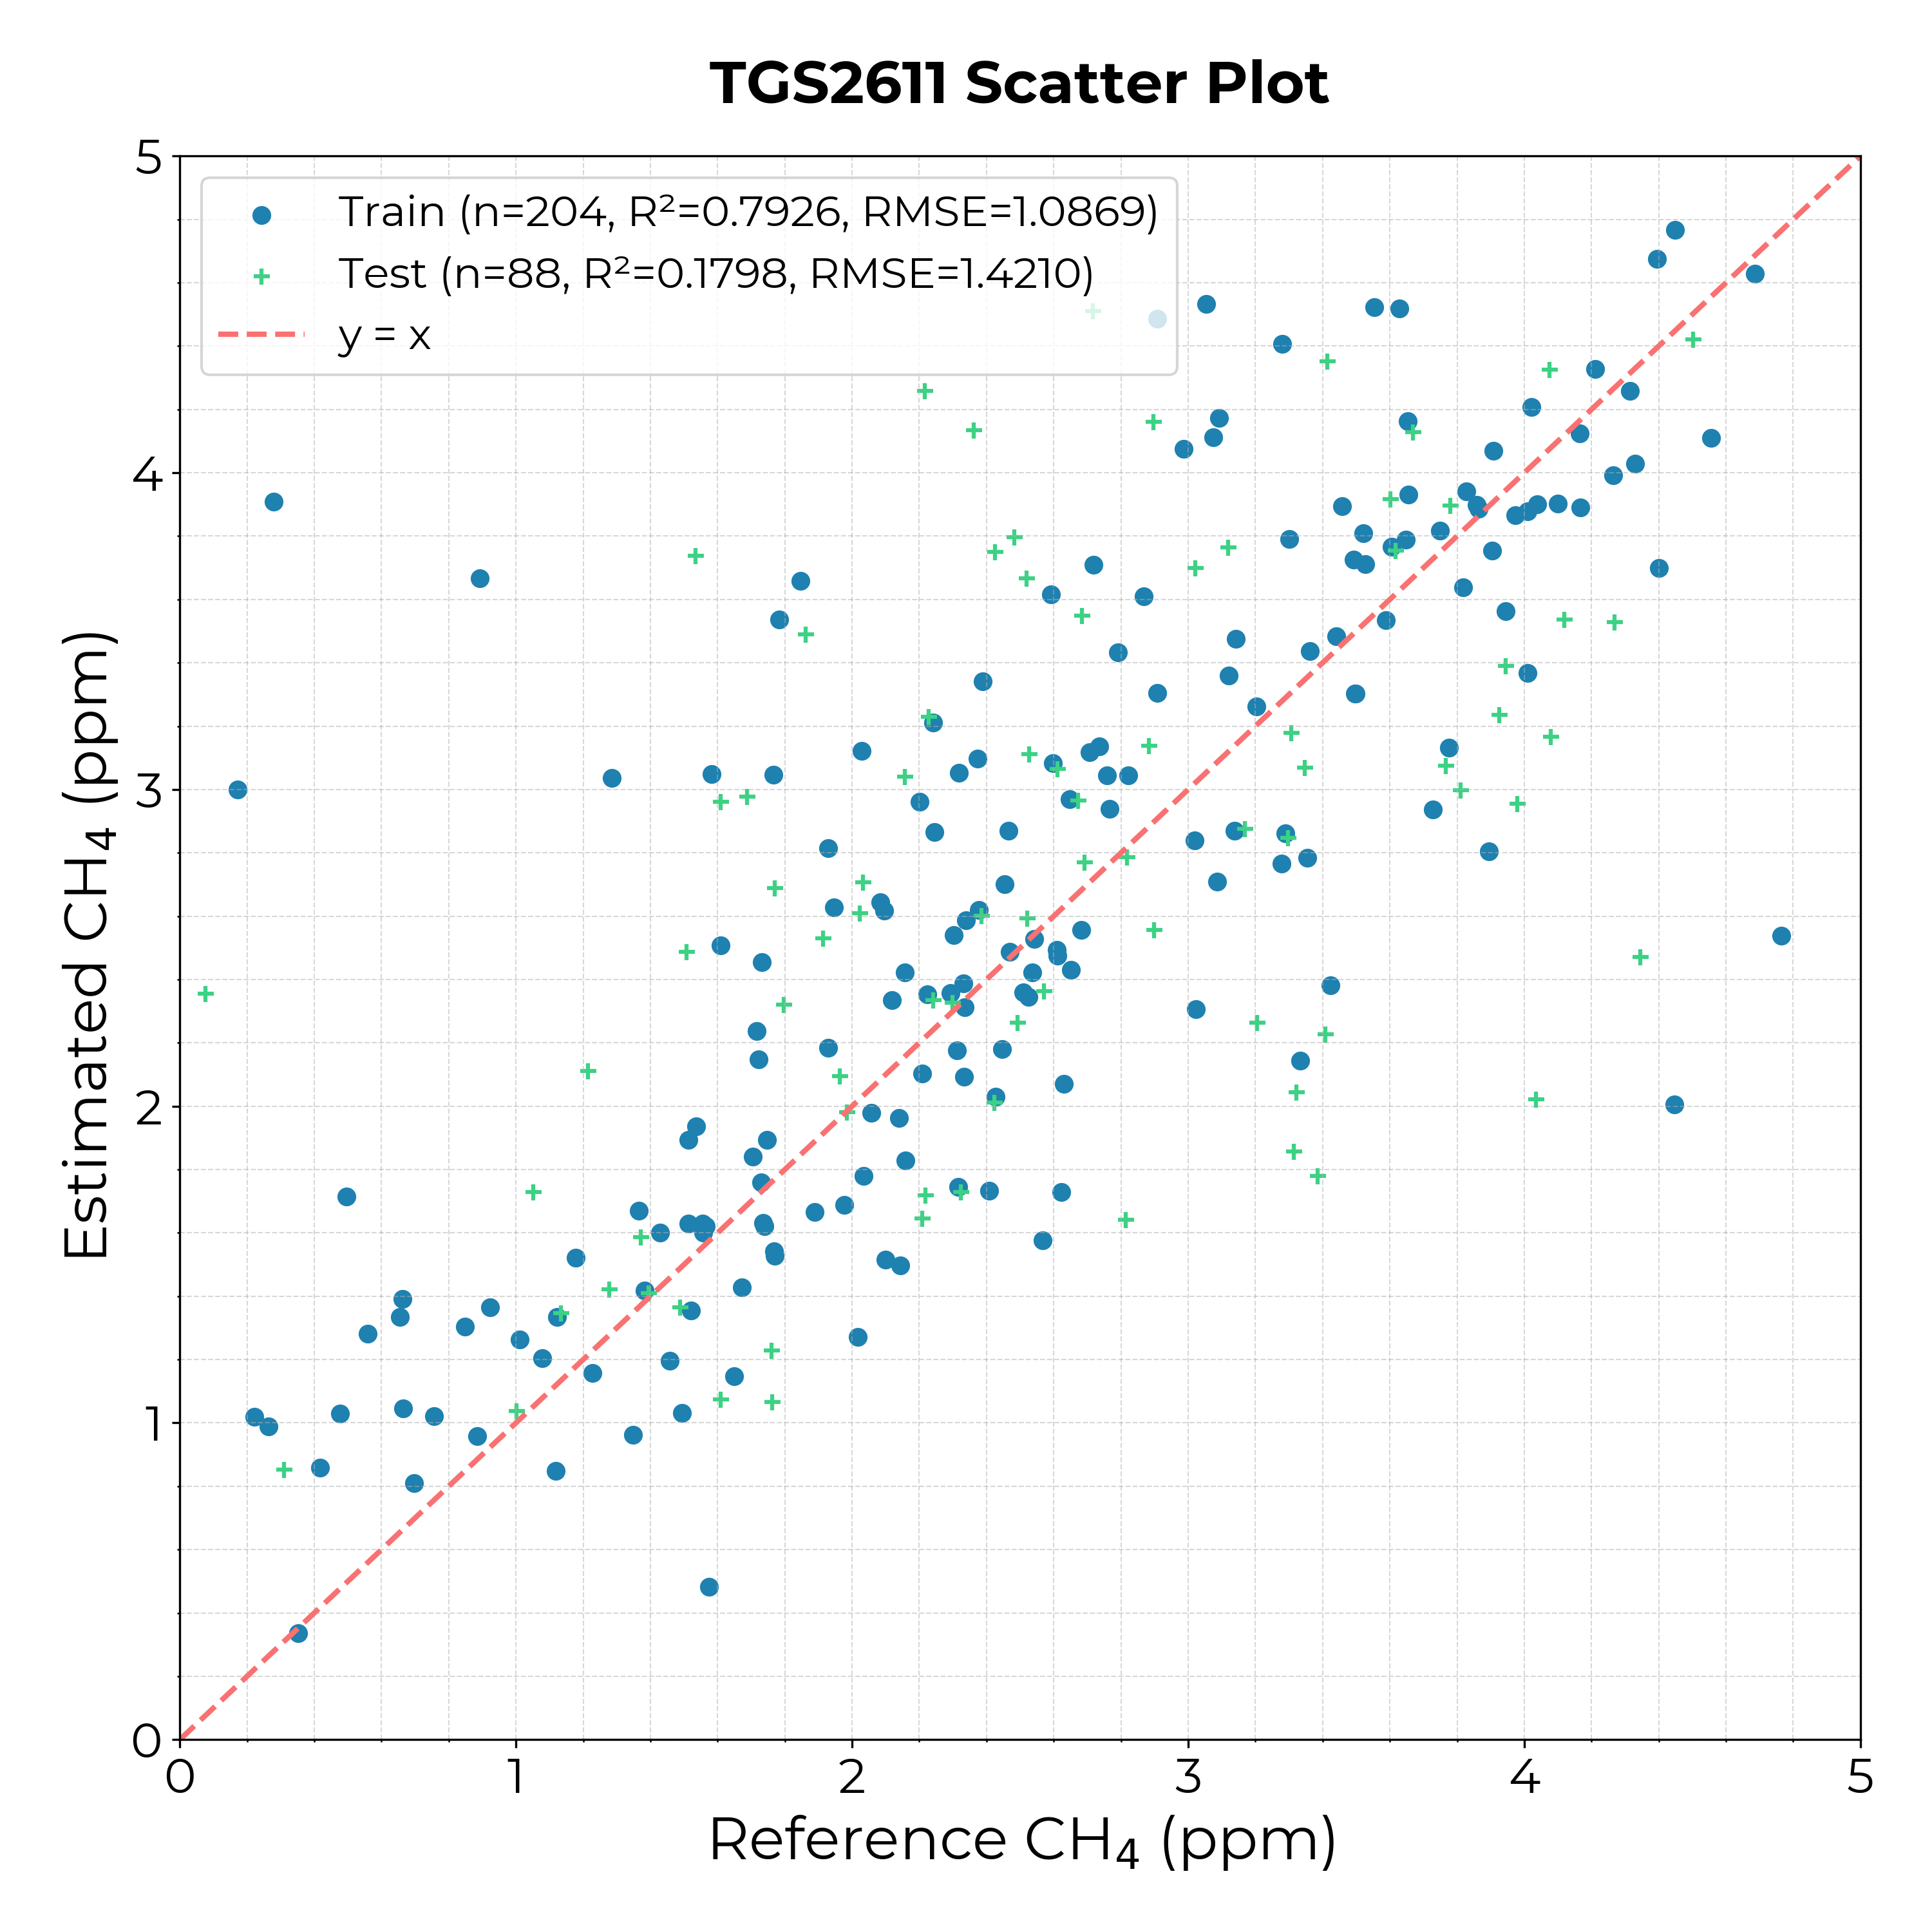 TGS2611 Scatter Plot
Train (n=204, R²=0.7926, RMSE=1.0869)
Test (n=88, R²=0.1798, RMSE=1.4210)
y = x
5
4
3
2
1
0
Estimated CH₄ (ppm)
0 1 2 3 4 5
Reference CH₄ (ppm)